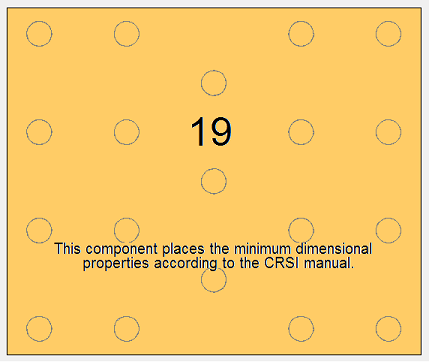 19
This component places the minimum dimensional
properties according to the CRSI manual.